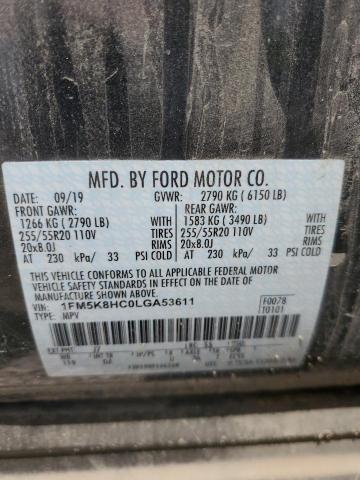 MFD. BY FORD MOTOR CO.
DATE: 09/19 GVWR: 2790 KG ( 6150 LB)
FRONT GAWR: REAR GAWR:
1266 KG ( 2790 LB) WITH 1583 KG ( 3490 LB) WITH
255/55R20 110V TIRES 255/55R20 110V TIRES
20x8.0J RIMS 20x8.0J RIMS
AT 230 kPa/ 33 PSI COLD AT 230 kPa/ 33 PSI COLD
THIS VEHICLE CONFORMS TO ALL APPLICABLE FEDERAL MOTOR
VEHICLE SAFETY STANDARDS IN EFFECT ON THE DATE OF
MANUFACTURE SHOWN ABOVE.
VIN: 1FM5K8HC0LGA53611 F0078
TYPE: MPV T0101
EXT PNT: